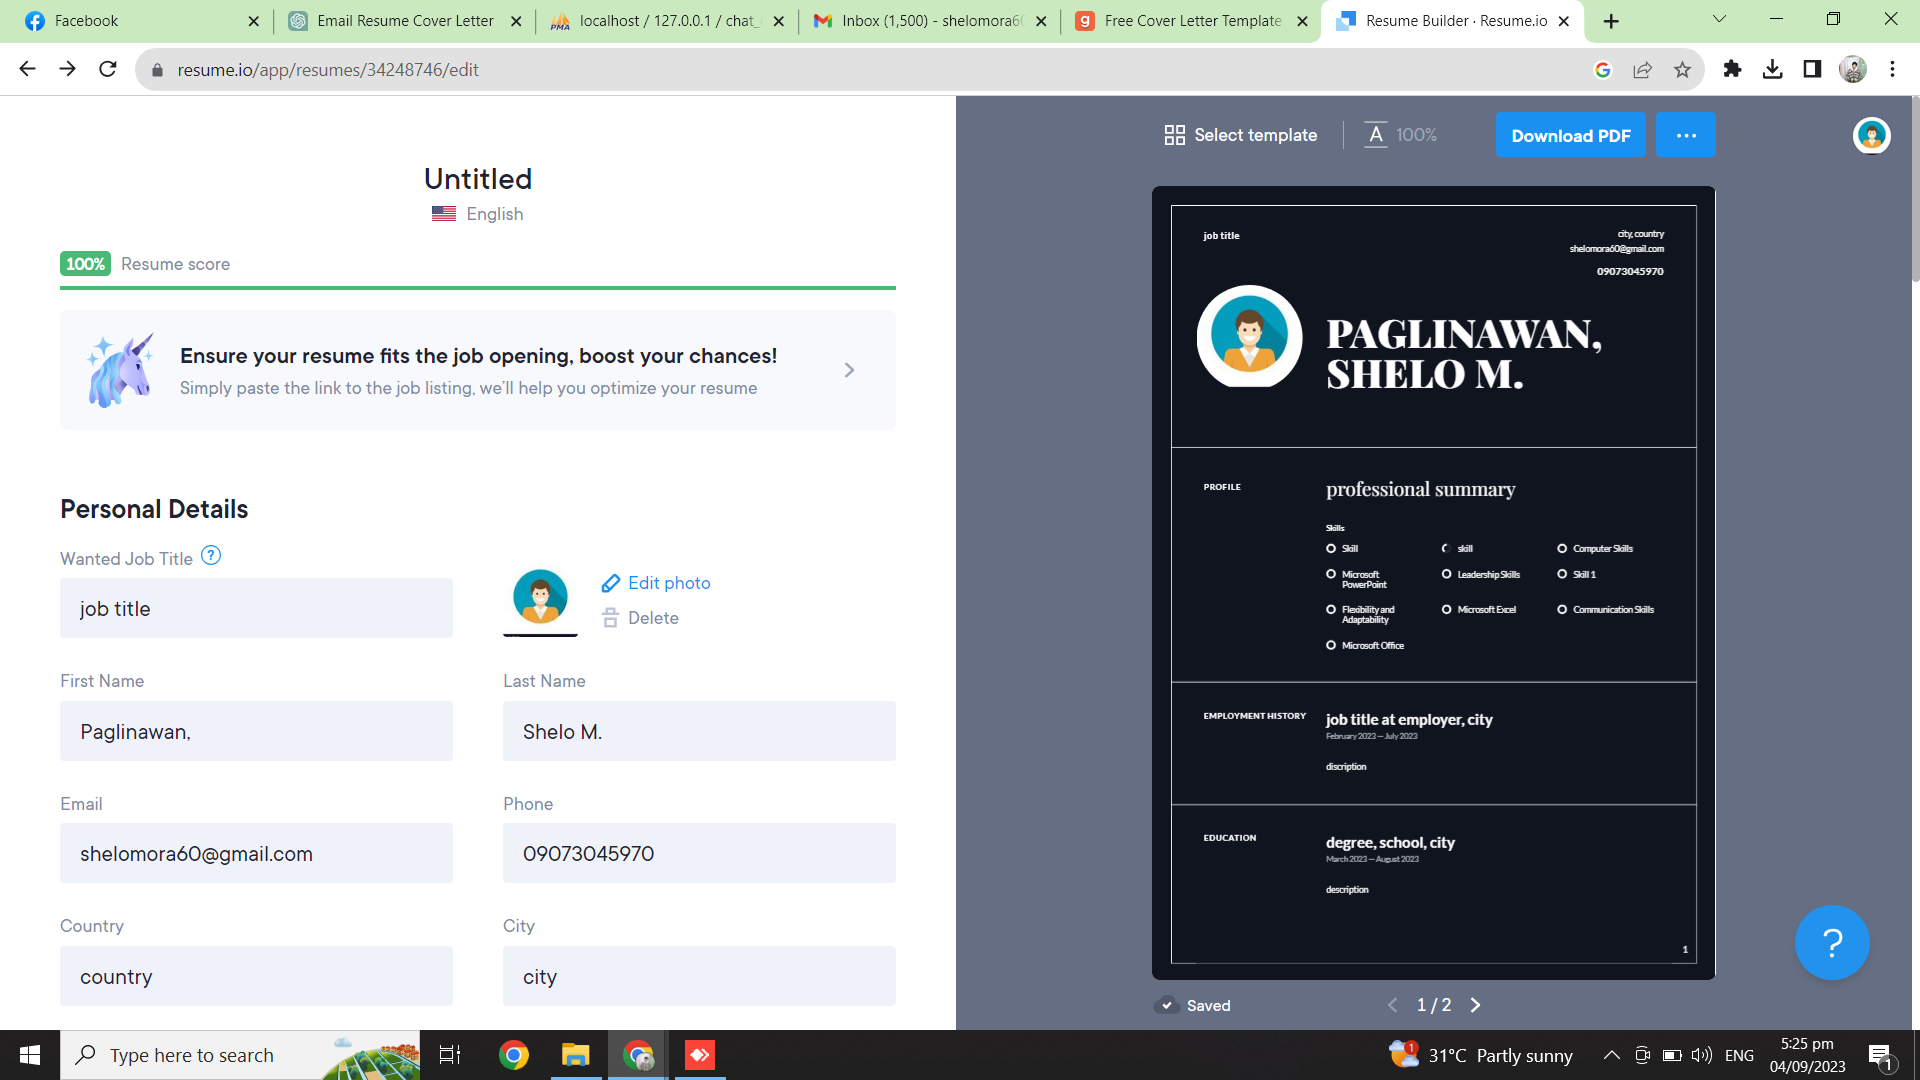 Facebook
Email Resume Cover Letter
PMA
localhost / 127.0.0.1 / chat_
Inbox (1,500) - shelomora60
g
Free Cover Letter Template
Resume Builder · Resume.io
resume.io/app/resumes/34248746/edit
Untitled
English
100% Resume score
Ensure your resume fits the job opening, boost your chances!
Simply paste the link to the job listing, we'll help you optimize your resume
Personal Details
Wanted Job Title ?
job title
Edit photo
Delete
First Name
Paglinawan,
Last Name
Shelo M.
Email
shelomora60@gmail.com
Phone
09073045970
Country
country
City
city
Select template
A 100%
Download PDF
...
job title
city, country
shelomora60@gmail.com
09073045970
PAGLINAWAN,
SHELO M.
PROFILE
professional summary
Skills
Skill
skill
Computer Skills
Microsoft
PowerPoint
Leadership Skills
Skill 1
Flexibility and
Adaptability
Microsoft Excel
Communication Skills
Microsoft Office
EMPLOYMENT HISTORY
job title at employer, city
February 2023 — July 2023
discription
EDUCATION
degree, school, city
March 2023 — August 2023
description
1
Saved
1 / 2
?
Type here to search
1
31°C Partly sunny
ENG
5:25 pm
04/09/2023
1